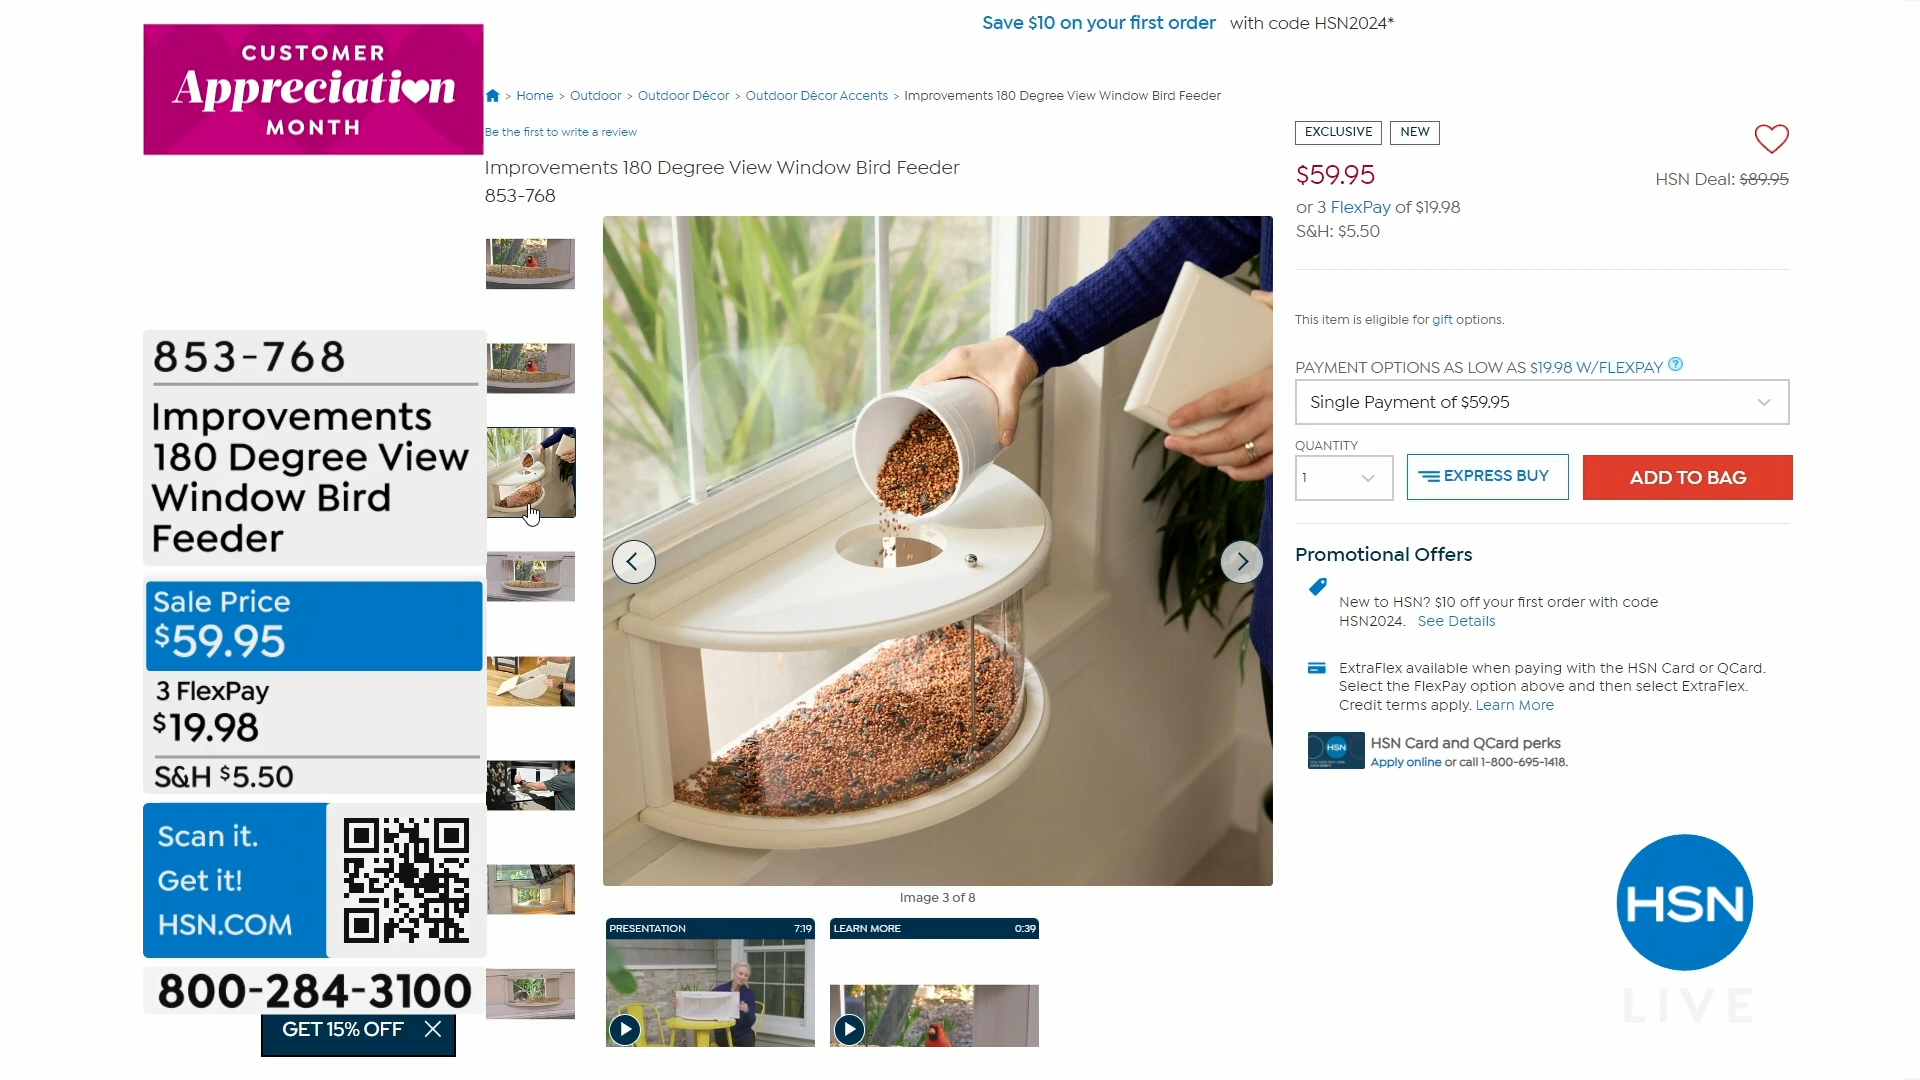 CUSTOMER
Appreciation
MONTH
Save $10 on your first order with code HSN2024*
> Home > Outdoor > Outdoor Décor > Outdoor Décor Accents > Improvements 180 Degree View Window Bird Feeder
Be the first to write a review
Improvements 180 Degree View Window Bird Feeder
853-768
EXCLUSIVE
NEW
$59.95
HSN Deal: $89.95
or 3 FlexPay of $19.98
S&H: $5.50
This item is eligible for gift options.
PAYMENT OPTIONS AS LOW AS $19.98 W/FLEXPAY ?
Single Payment of $59.95
QUANTITY
1
EXPRESS BUY
ADD TO BAG
Promotional Offers
New to HSN? $10 off your first order with code
HSN2024. See Details
ExtraFlex available when paying with the HSN Card or QCard.
Select the FlexPay option above and then select ExtraFlex.
Credit terms apply. Learn More
HSN
HSN Card and QCard perks
Apply online or call 1-800-695-1418.
853-768
Improvements
180 Degree View
Window Bird
Feeder
Sale Price
$59.95
3 FlexPay
$19.98
S&H $5.50
Scan it.
Get it!
HSN.COM
800-284-3100
GET 15% OFF
Image 3 of 8
PRESENTATION 7:19
LEARN MORE 0:39
HSN
LIVE